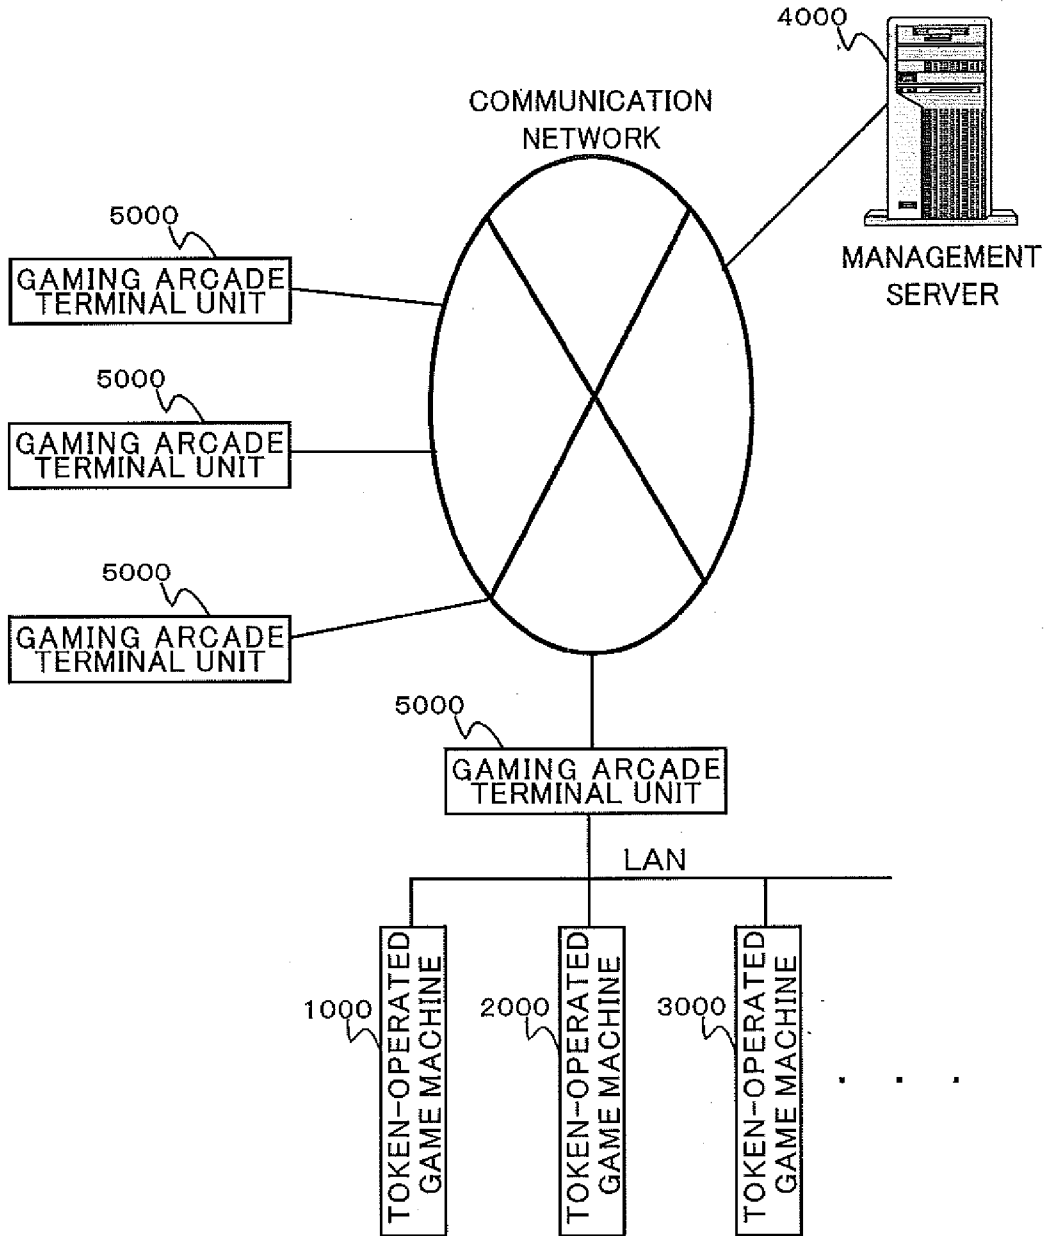 4000
COMMUNICATION
NETWORK
5000
GAMING ARCADE
TERMINAL UNIT
MANAGEMENT
SERVER
5000
GAMING ARCADE
TERMINAL UNIT
5000
GAMING ARCADE
TERMINAL UNIT
5000
GAMING ARCADE
TERMINAL UNIT
LAN
1000
TOKEN-OPERATED
GAME MACHINE
2000
TOKEN-OPERATED
GAME MACHINE
3000
TOKEN-OPERATED
GAME MACHINE
. . .